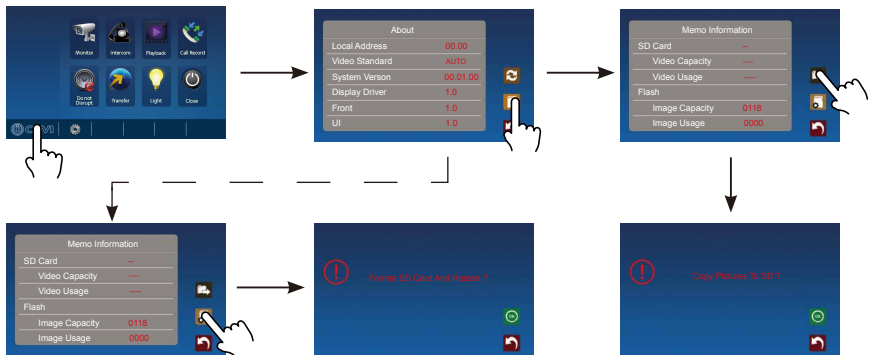 Monitor Intercom Playback Call Record
Do not Disrupt Transfer Light Close
About
Local Address 00.00
Video Standard AUTO
System Verson 00.01.00
Display Driver 1.0
Front 1.0
UI 1.0
Memo Information
SD Card --
Video Capacity ----
Video Usage ----
Flash
Image Capacity 0118
Image Usage 0000
Memo Information
SD Card --
Video Capacity ----
Video Usage ----
Flash
Image Capacity 0118
Image Usage 0000
Format SD Card And Restart ?
OK
Copy Pictures To SD ?
OK